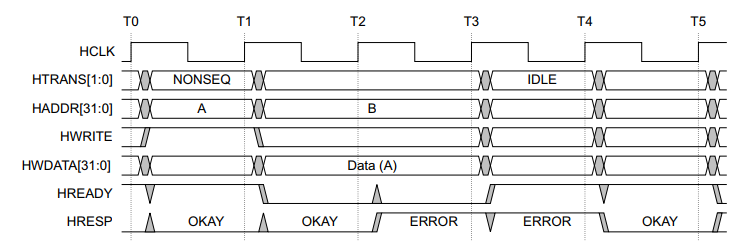 T0 T1 T2 T3 T4 T5
HCLK
HTRANS[1:0] NONSEQ IDLE
HADDR[31:0] A B
HWRITE
HWDATA[31:0] Data (A)
HREADY
HRESP OKAY OKAY ERROR ERROR OKAY